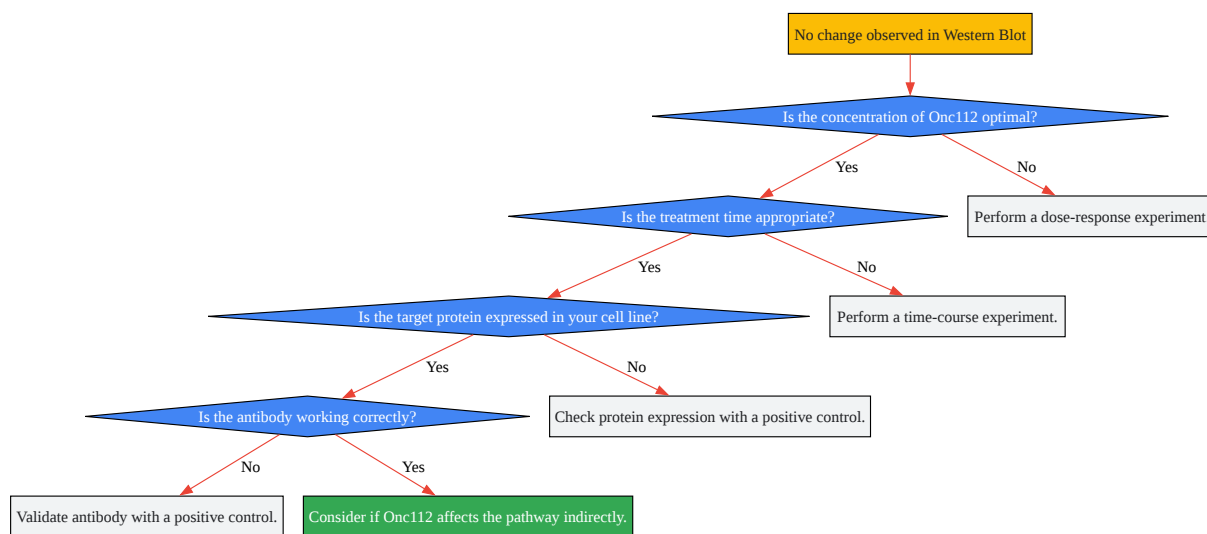 No change observed in Western Blot
Is the concentration of Onc112 optimal?
Yes
No
Is the treatment time appropriate?
Perform a dose-response experiment
Yes
No
Is the target protein expressed in your cell line?
Perform a time-course experiment.
Yes
No
Is the antibody working correctly?
Check protein expression with a positive control.
No
Yes
Validate antibody with a positive control.
Consider if Onc112 affects the pathway indirectly.